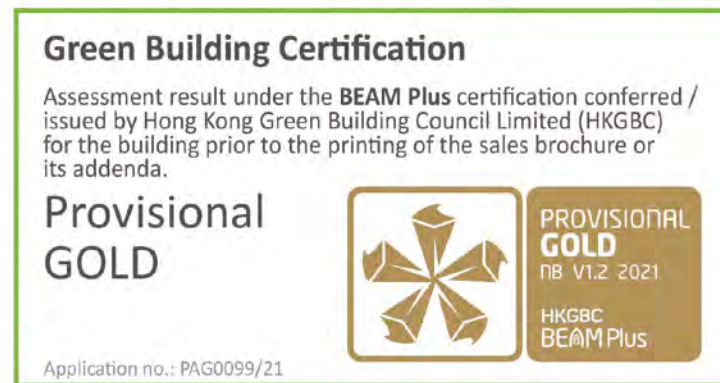 Green Building Certification
Assessment result under the BEAM Plus certification conferred /
issued by Hong Kong Green Building Council Limited (HKGBC)
for the building prior to the printing of the sales brochure or
its addenda.
Provisional
GOLD
PROVISIONAL
GOLD
NB V1.2 2021
HKGBC
BEAM Plus
Application no.: PAG0099/21